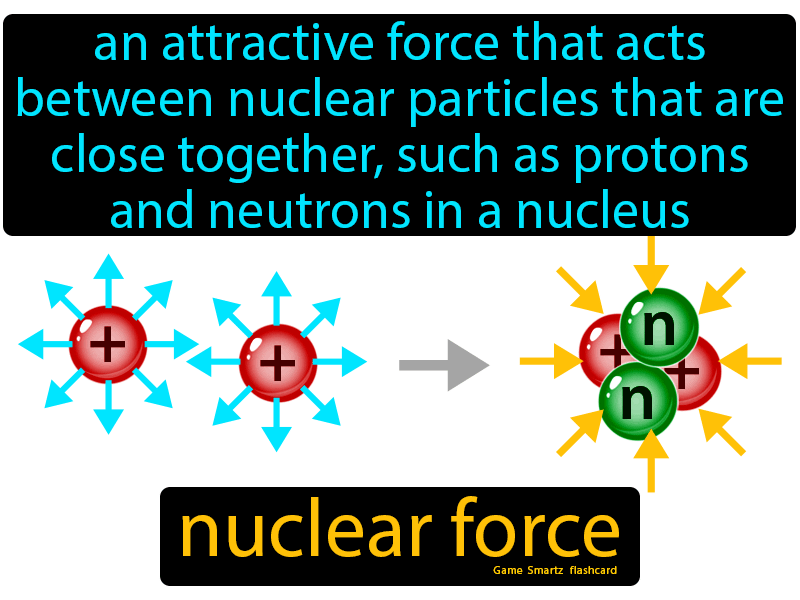 an attractive force that acts
between nuclear particles that are
close together, such as protons
and neutrons in a nucleus
+
+
n
+
+
n
nuclear force
Game Smartz flashcard